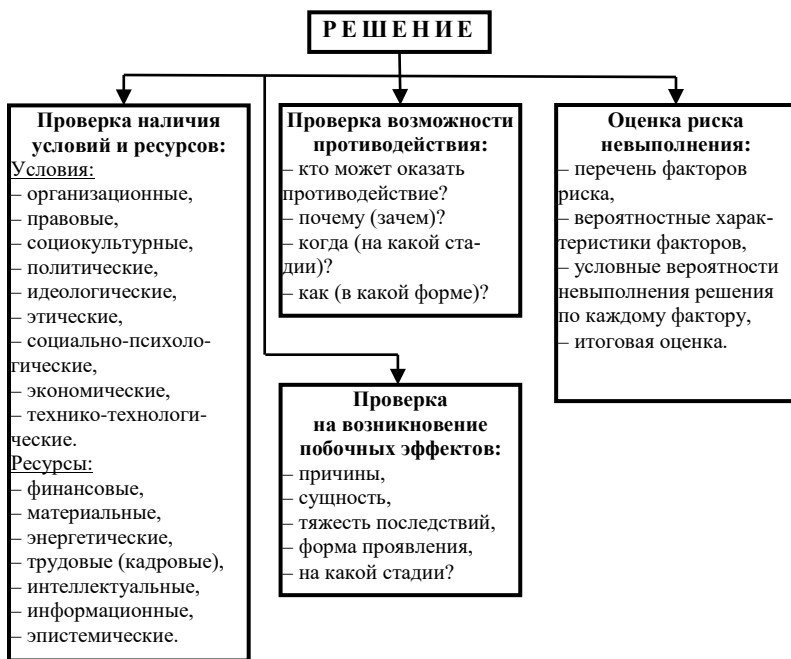 РЕШЕНИЕ
Проверка наличия
условий и ресурсов:
Условия:
– организационные,
– правовые,
– социокультурные,
– политические,
– идеологические,
– этические,
– социально-психоло-
гические,
– экономические,
– технико-технологи-
ческие.
Ресурсы:
– финансовые,
– материальные,
– энергетические,
– трудовые (кадровые),
– интеллектуальные,
– информационные,
– эпистемические.
Проверка возможности
противодействия:
– кто может оказать
противодействие?
– почему (зачем)?
– когда (на какой ста-
дии)?
– как (в какой форме)?
Проверка
на возникновение
побочных эффектов:
– причины,
– сущность,
– тяжесть последствий,
– форма проявления,
– на какой стадии?
Оценка риска
невыполнения:
– перечень факторов
риска,
– вероятностные харак-
теристики факторов,
– условные вероятности
невыполнения решения
по каждому фактору,
– итоговая оценка.